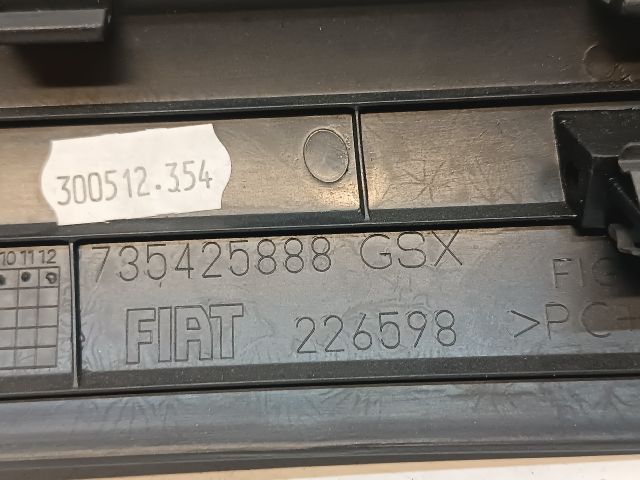 300512.354
10 11 12
735425888 GSX
FIAT 226598 >PC+